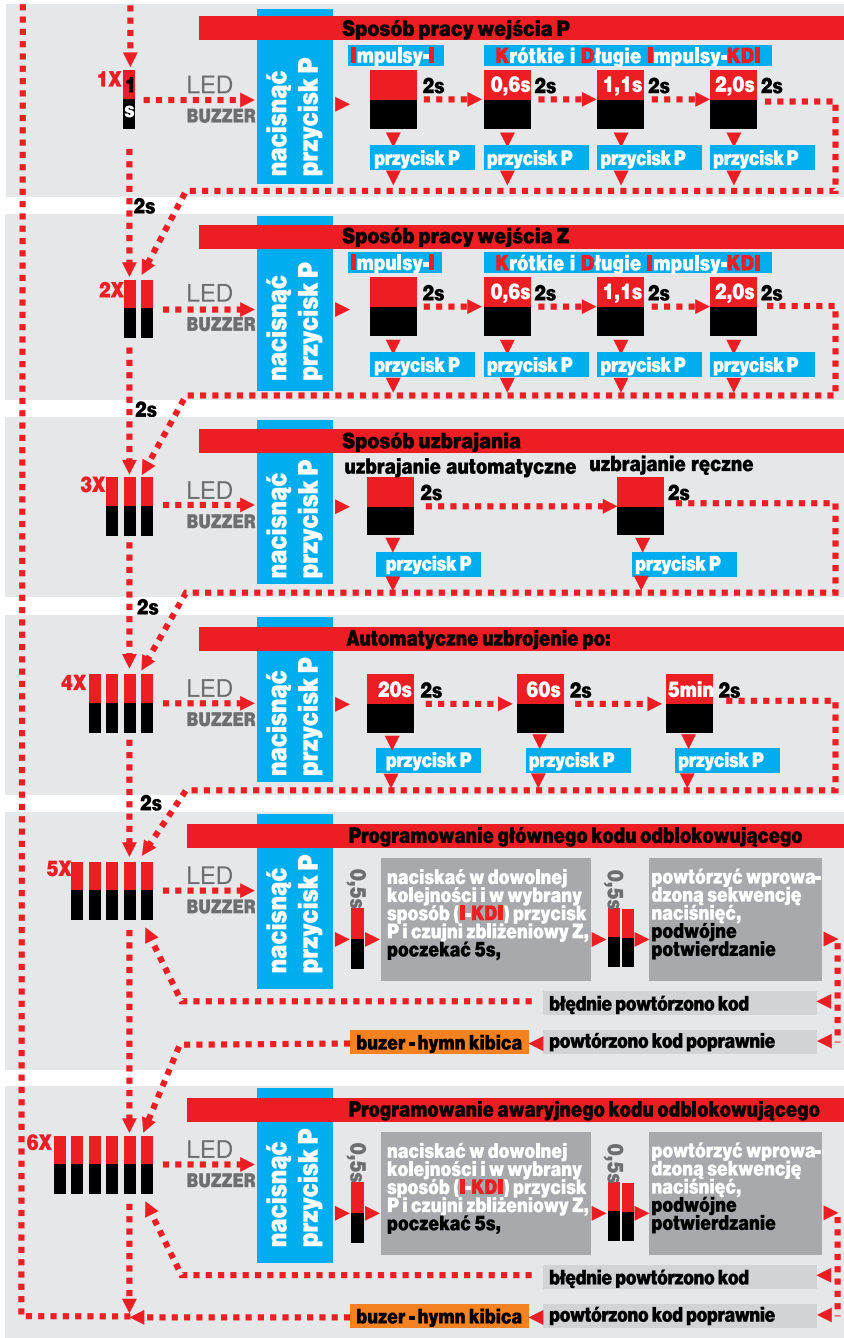 Sposób pracy wejścia P
Impulsy-I
Krótkie i Długie Impulsy-KDI
1X
1
s
LED
BUZZER
nacisnąć
przycisk P
2s
0,6s
2s
1,1s
2s
2,0s
2s
przycisk P
przycisk P
przycisk P
przycisk P
2s
Sposób pracy wejścia Z
Impulsy-I
Krótkie i Długie Impulsy-KDI
2X
LED
BUZZER
nacisnąć
przycisk P
2s
0,6s
2s
1,1s
2s
2,0s
2s
przycisk P
przycisk P
przycisk P
przycisk P
2s
Sposób uzbrajania
uzbrajanie automatyczne
uzbrajanie ręczne
3X
LED
BUZZER
nacisnąć
przycisk P
2s
2s
przycisk P
przycisk P
2s
Automatyczne uzbrojenie po:
4X
LED
BUZZER
nacisnąć
przycisk P
20s
2s
60s
2s
5min
2s
przycisk P
przycisk P
przycisk P
2s
Programowanie głównego kodu odblokowującego
5X
LED
BUZZER
nacisnąć
przycisk P
0,5s
naciskać w dowolnej
kolejności i w wybrany
sposób (I-KDI) przycisk
P i czujni zbliżeniowy Z,
poczekać 5s,
0,5s
powtórzyć wprowa-
dzoną sekwencję
naciśnięć,
podwójne
potwierdzanie
błędnie powtórzono kod
buzer - hymn kibica
powtórzono kod poprawnie
Programowanie awaryjnego kodu odblokowującego
6X
LED
BUZZER
nacisnąć
przycisk P
0,5s
naciskać w dowolnej
kolejności i w wybrany
sposób (I-KDI) przycisk
P i czujni zbliżeniowy Z,
poczekać 5s,
0,5s
powtórzyć wprowa-
dzoną sekwencję
naciśnięć,
podwójne
potwierdzanie
błędnie powtórzono kod
buzer - hymn kibica
powtórzono kod poprawnie